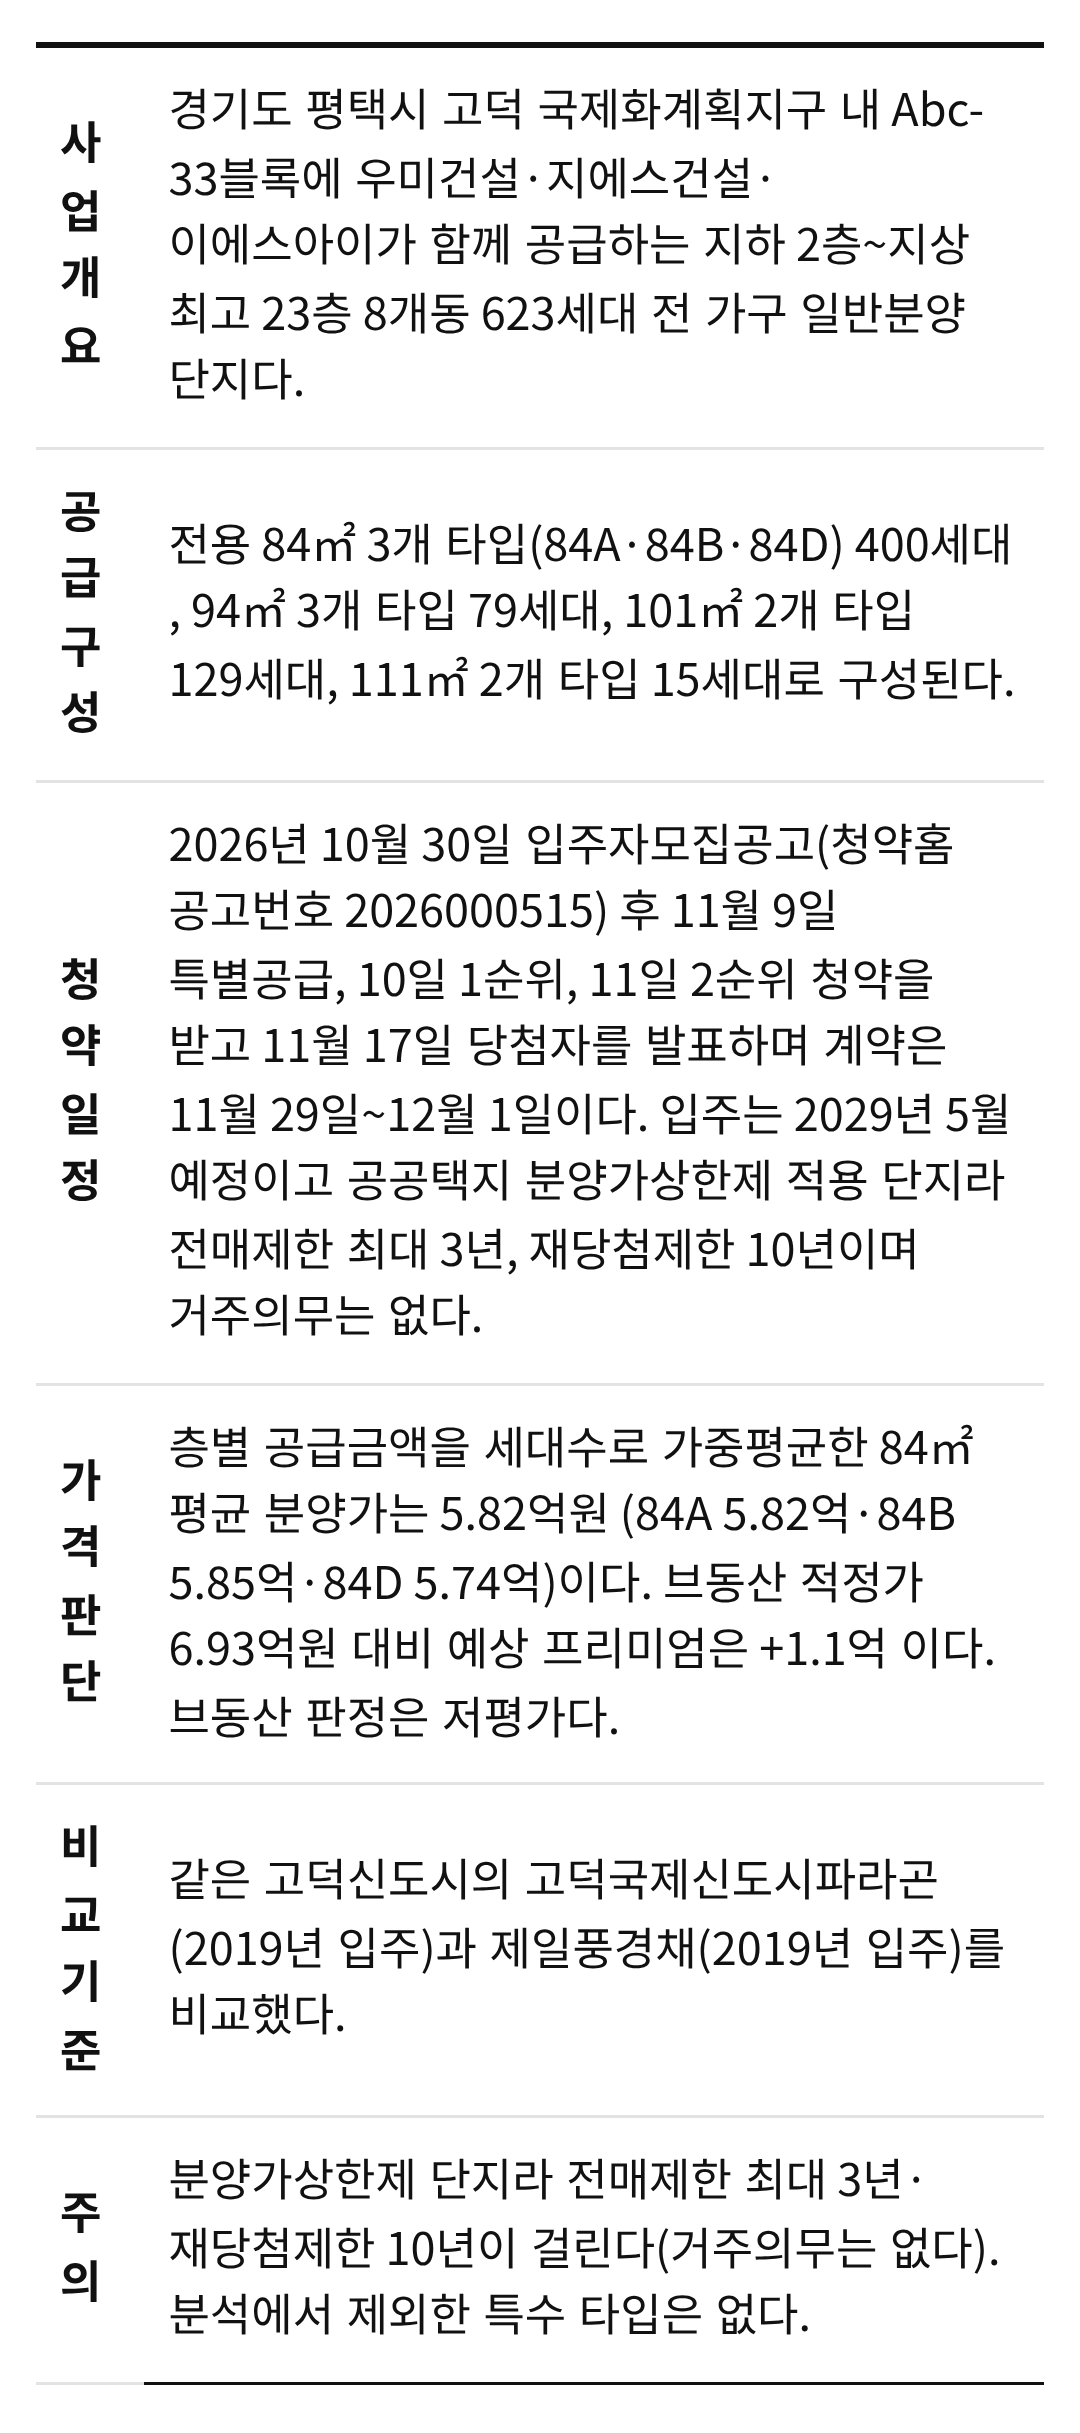 사업개요
경기도 평택시 고덕 국제화계획지구 내 Abc-
33블록에 우미건설·지에스건설·
이에스아이가 함께 공급하는 지하 2층~지상
최고 23층 8개동 623세대 전 가구 일반분양
단지다.
공급구성
전용 84㎡ 3개 타입(84A·84B·84D) 400세대
, 94㎡ 3개 타입 79세대, 101㎡ 2개 타입
129세대, 111㎡ 2개 타입 15세대로 구성된다.
청약일정
2026년 10월 30일 입주자모집공고(청약홈
공고번호 2026000515) 후 11월 9일
특별공급, 10일 1순위, 11일 2순위 청약을
받고 11월 17일 당첨자를 발표하며 계약은
11월 29일~12월 1일이다. 입주는 2029년 5월
예정이고 공공택지 분양가상한제 적용 단지라
전매제한 최대 3년, 재당첨제한 10년이며
거주의무는 없다.
가격판단
층별 공급금액을 세대수로 가중평균한 84㎡
평균 분양가는 5.82억원 (84A 5.82억·84B
5.85억·84D 5.74억)이다. 브동산 적정가
6.93억원 대비 예상 프리미엄은 +1.1억 이다.
브동산 판정은 저평가다.
비교기준
같은 고덕신도시의 고덕국제신도시파라곤
(2019년 입주)과 제일풍경채(2019년 입주)를
비교했다.
주의
분양가상한제 단지라 전매제한 최대 3년·
재당첨제한 10년이 걸린다(거주의무는 없다).
분석에서 제외한 특수 타입은 없다.